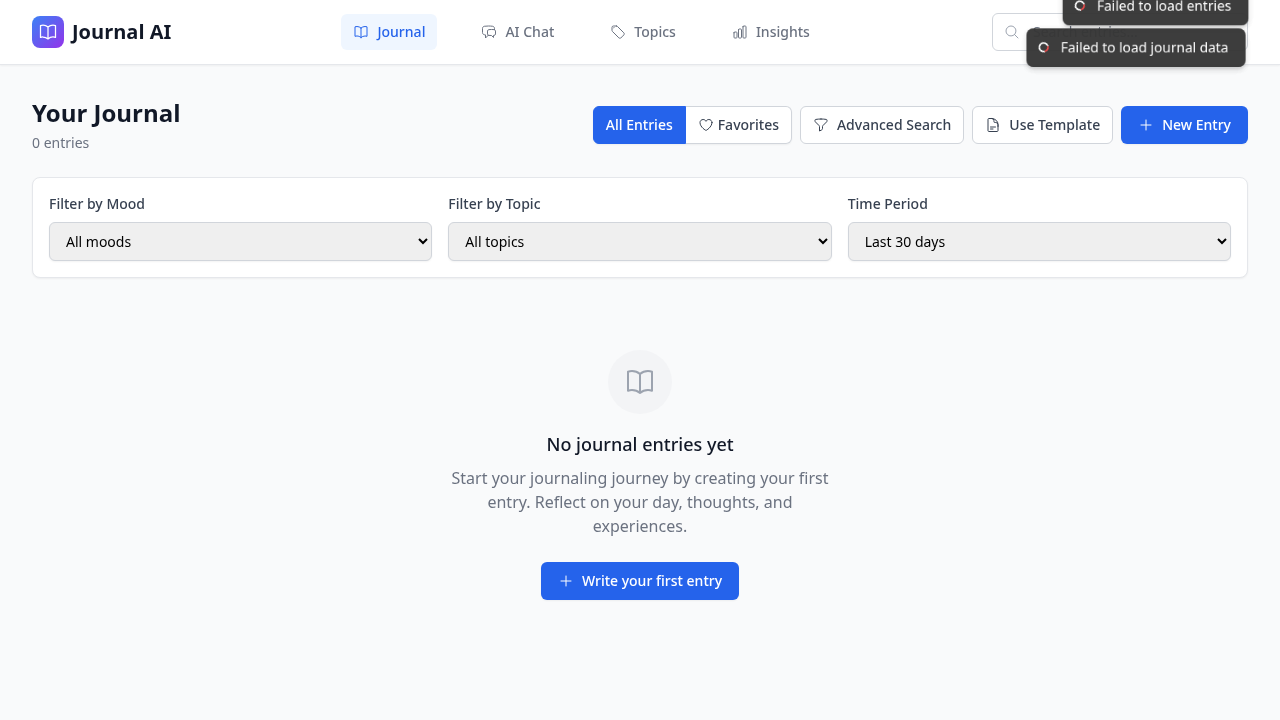 Journal AI
Journal
AI Chat
Topics
Insights
Failed to load entries
Failed to load journal data
Your Journal
0 entries
All Entries
Favorites
Advanced Search
Use Template
New Entry
Filter by Mood
Filter by Topic
Time Period
All moods
All topics
Last 30 days
No journal entries yet
Start your journaling journey by creating your first
entry. Reflect on your day, thoughts, and
experiences.
Write your first entry